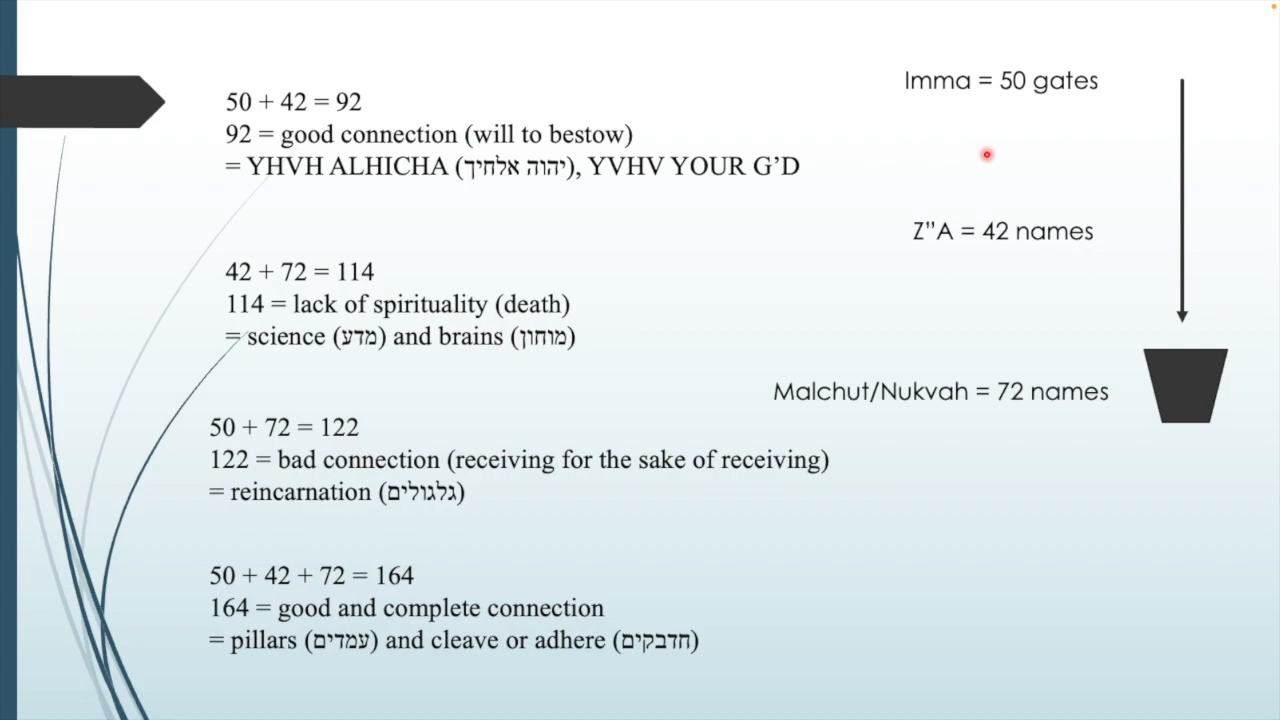 50 + 42 = 92
92 = good connection (will to bestow)
= YHVH ALHICHA (יהוה אלחיך), YVHV YOUR G’D
42 + 72 = 114
114 = lack of spirituality (death)
= science (מדע) and brains (מוחון)
50 + 72 = 122
122 = bad connection (receiving for the sake of receiving)
= reincarnation (גלגולים)
50 + 42 + 72 = 164
164 = good and complete connection
= pillars (עמדים) and cleave or adhere (חדבקים)
Imma = 50 gates
Z”A = 42 names
Malchut/Nukvah = 72 names